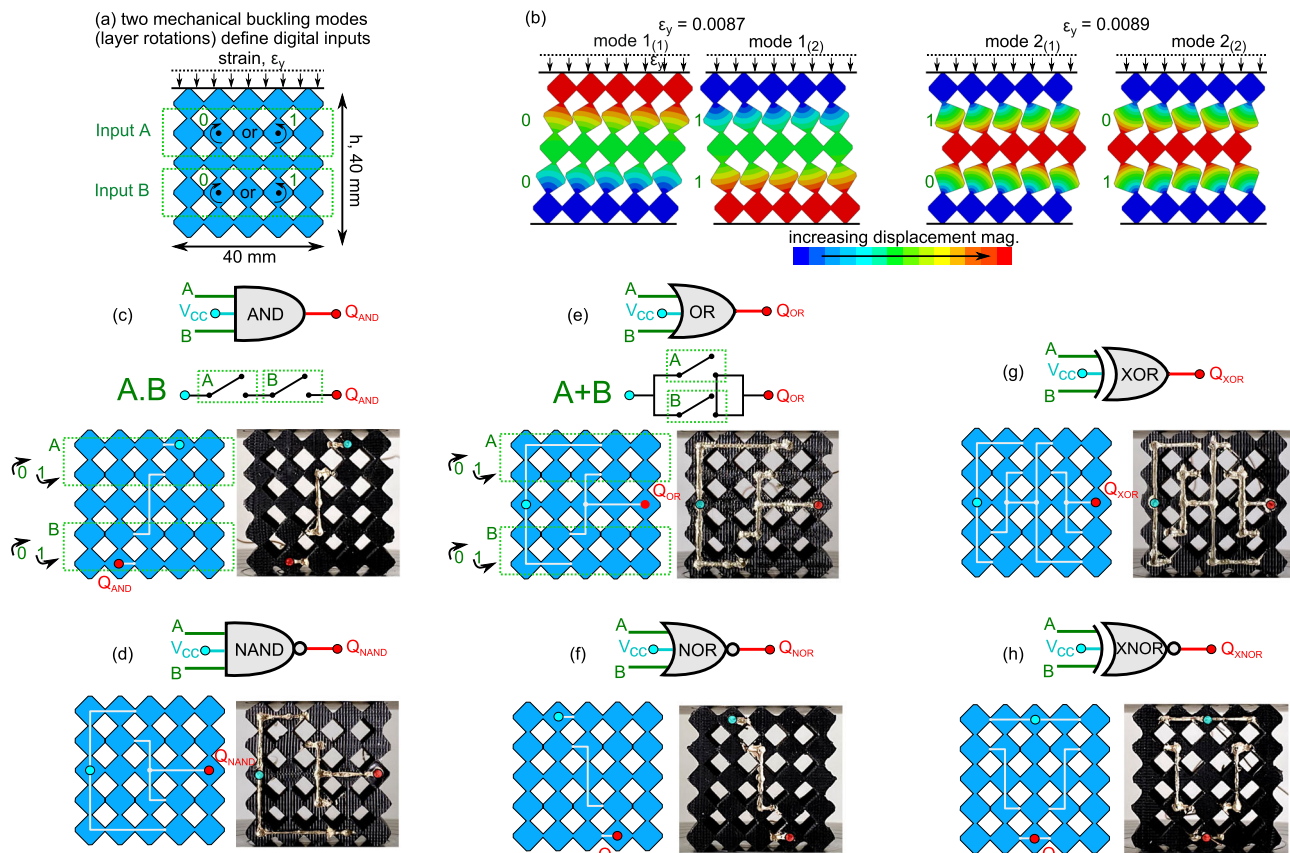 (a) two mechanical buckling modes
(layer rotations) define digital inputs
strain, εy
Input A
0 or 1
Input B
0 or 1
h, 40 mm
40 mm
(b)
εy = 0.0087
mode 1(1)
mode 1(2)
εy
0
0
1
1
εy = 0.0089
mode 2(1)
mode 2(2)
1
0
0
1
increasing displacement mag.
(c)
A
VCC
B
AND
QAND
A.B
A
B
QAND
A
0 1
B
0 1
QAND
(d)
A
VCC
B
NAND
QNAND
QNAND
(e)
A
VCC
B
OR
QOR
A+B
A
B
QOR
A
0 1
B
0 1
QOR
(f)
A
VCC
B
NOR
QNOR
(g)
A
VCC
B
XOR
QXOR
QXOR
(h)
A
VCC
B
XNOR
QXNOR